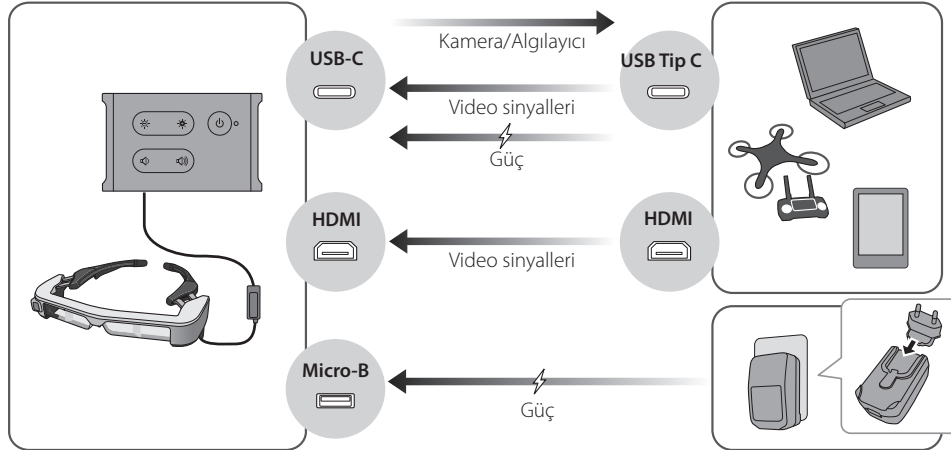 Kamera/Algılayıcı
USB-C
USB Tip C
Video sinyalleri
Güç
HDMI
HDMI
Video sinyalleri
Micro-B
Güç